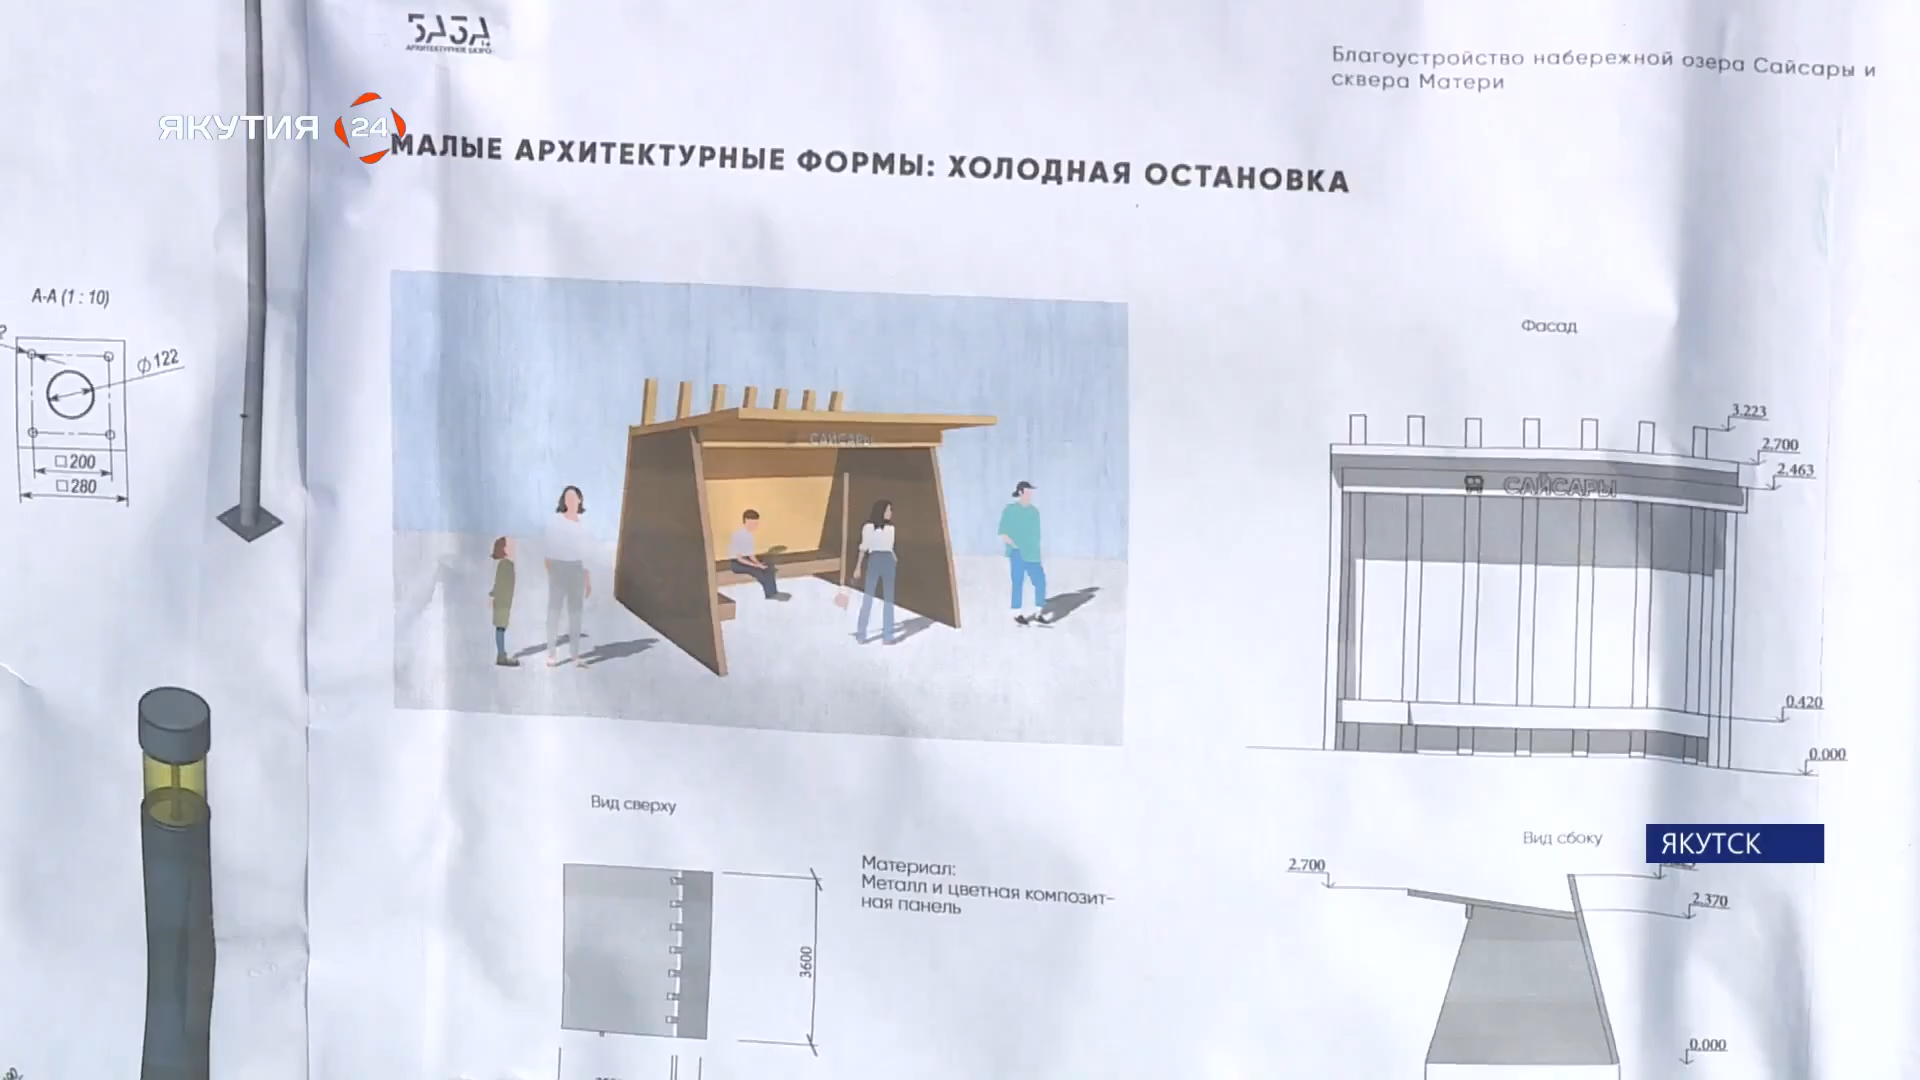 БАЗА
АРХИТЕКТУРНОЕ БЮРО
Благоустройство набережной озера Сайсары и
сквера Матери
ЯКУТИЯ 24
МАЛЫЕ АРХИТЕКТУРНЫЕ ФОРМЫ: ХОЛОДНАЯ ОСТАНОВКА
А-А (1 : 10)
Ф122
□200
□280
САЙСАРЫ
Фасад
3.223
2.700
2.463
САЙСАРЫ
0.420
0.000
Вид сверху
3600
Материал:
Металл и цветная композит-
ная панель
Вид сбоку
ЯКУТСК
2.700
2.370
0.000